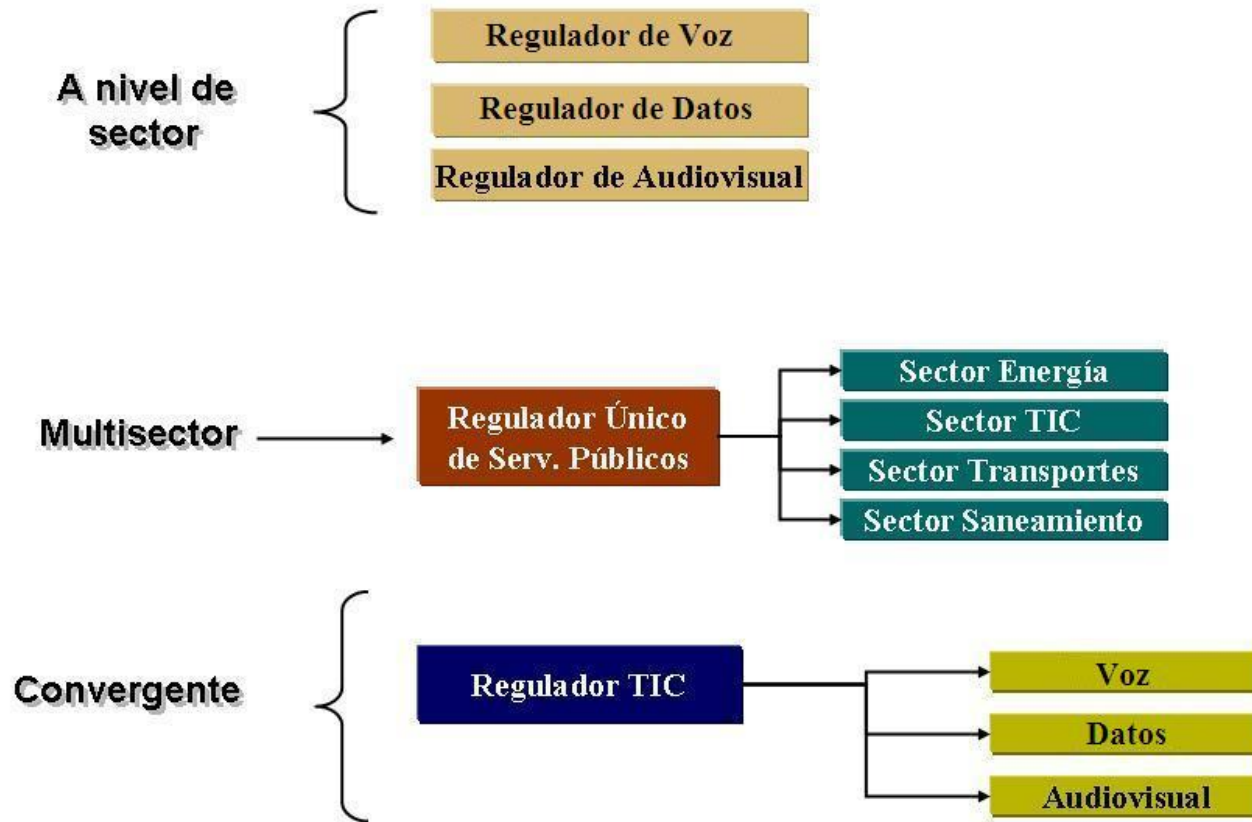 A nivel de
sector
Regulador de Voz
Regulador de Datos
Regulador de Audiovisual
Multisector
Regulador Único
de Serv. Públicos
Sector Energía
Sector TIC
Sector Transportes
Sector Saneamiento
Convergente
Regulador TIC
Voz
Datos
Audiovisual